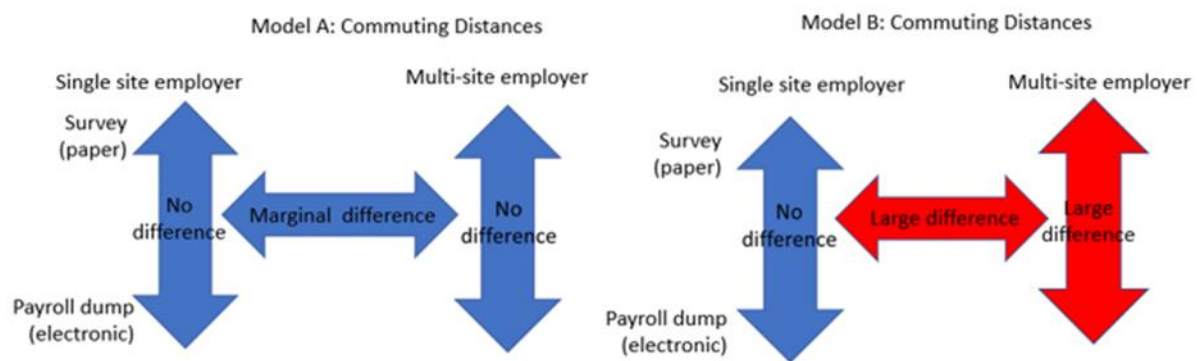 Model A: Commuting Distances
Single site employer
Multi-site employer
Survey
(paper)
No
difference
Marginal difference
No
difference
Payroll dump
(electronic)
Model B: Commuting Distances
Single site employer
Multi-site employer
Survey
(paper)
No
difference
Large difference
Large
difference
Payroll dump
(electronic)